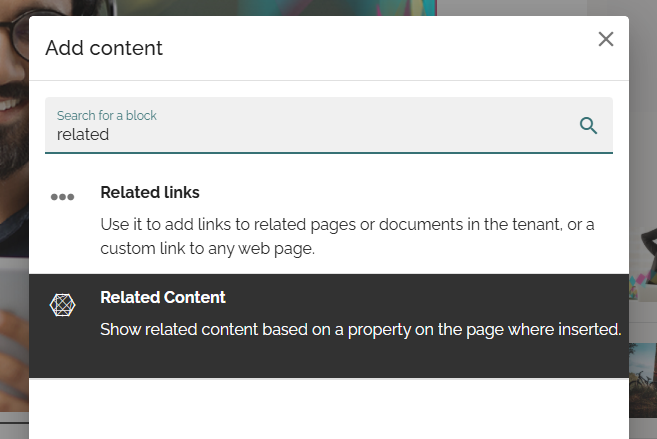 Add content
Search for a block
related
Related links
Use it to add links to related pages or documents in the tenant, or a
custom link to any web page.
Related Content
Show related content based on a property on the page where inserted.